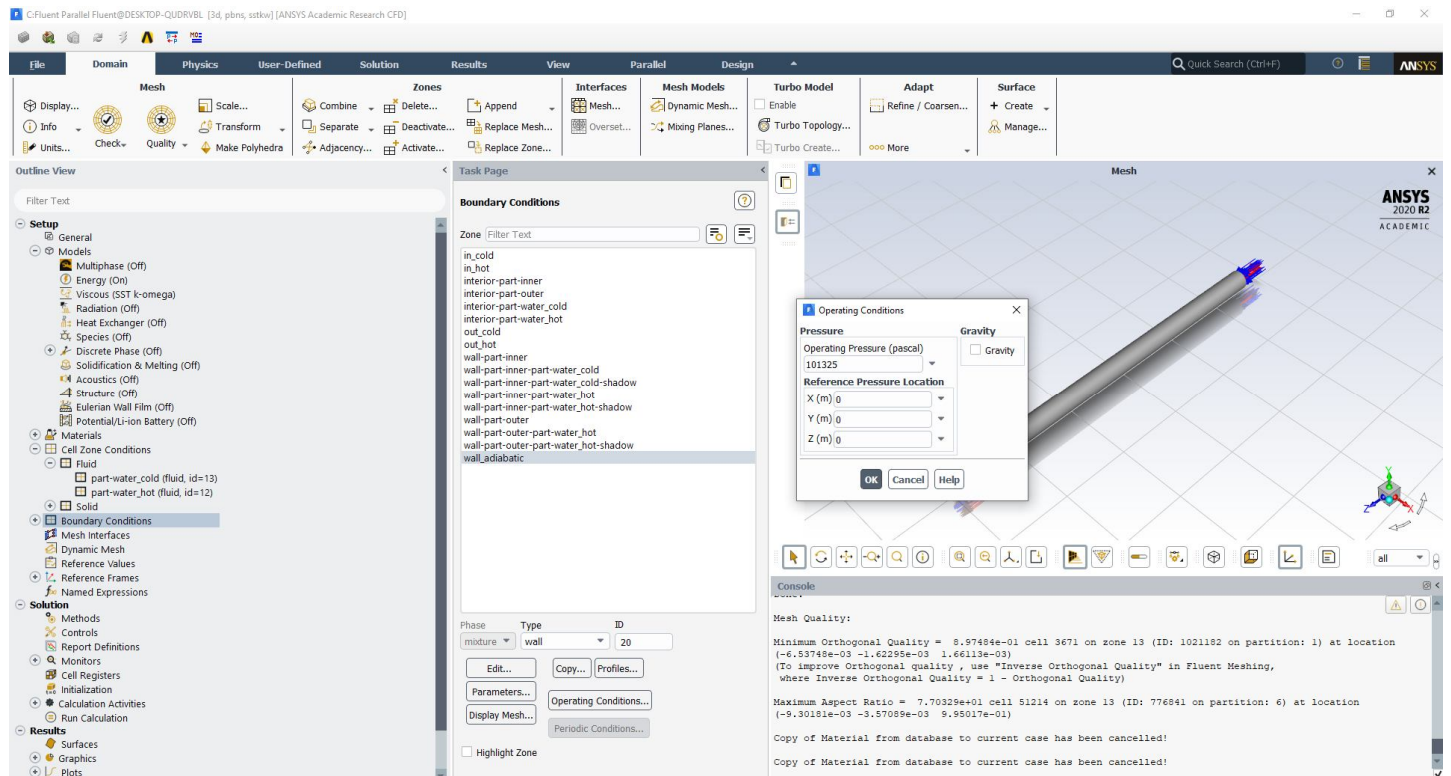 C:Fluent Parallel Fluent@DESKTOP-QUDRVBL [3d, pbns, sstkw] [ANSYS Academic Research CFD]
File Domain Physics User-Defined Solution Results View Parallel Design Quick Search (Ctrl+F) ANSYS
Mesh Zones Interfaces Mesh Models Turbo Model Adapt Surface
Display... Scale... Combine Delete... Append Mesh... Dynamic Mesh... Enable Refine / Coarsen... + Create
Info Transform Separate Deactivate... Replace Mesh... Overset... Mixing Planes... Turbo Topology... Manage...
Units... Check Quality Make Polyhedra Adjacency... Activate... Replace Zone... Turbo Create... More
Outline View
Filter Text
Setup
General
Models
Multiphase (Off)
Energy (On)
Viscous (SST k-omega)
Radiation (Off)
Heat Exchanger (Off)
Species (Off)
Discrete Phase (Off)
Solidification & Melting (Off)
Acoustics (Off)
Structure (Off)
Eulerian Wall Film (Off)
Potential/Li-ion Battery (Off)
Materials
Cell Zone Conditions
Fluid
part-water_cold (fluid, id=13)
part-water_hot (fluid, id=12)
Solid
Boundary Conditions
Mesh Interfaces
Dynamic Mesh
Reference Values
Reference Frames
Named Expressions
Solution
Methods
Controls
Report Definitions
Monitors
Cell Registers
Initialization
Calculation Activities
Run Calculation
Results
Surfaces
Graphics
Plots
Task Page
Boundary Conditions
Zone Filter Text
in_cold
in_hot
interior-part-inner
interior-part-outer
interior-part-water_cold
interior-part-water_hot
out_cold
out_hot
wall-part-inner
wall-part-inner-part-water_cold
wall-part-inner-part-water_cold-shadow
wall-part-inner-part-water_hot
wall-part-inner-part-water_hot-shadow
wall-part-outer
wall-part-outer-part-water_hot
wall-part-outer-part-water_hot-shadow
wall_adiabatic
Phase Type ID
mixture wall 20
Edit... Copy... Profiles...
Parameters... Operating Conditions...
Display Mesh... Periodic Conditions...
Highlight Zone
Mesh
ANSYS
2020 R2
ACADEMIC
Operating Conditions
Pressure Gravity
Operating Pressure (pascal) Gravity
101325
Reference Pressure Location
X (m) 0
Y (m) 0
Z (m) 0
OK Cancel Help
Y
Z X
all
Console
Mesh Quality:
Minimum Orthogonal Quality = 8.97484e-01 cell 3671 on zone 13 (ID: 1021182 on partition: 1) at location
(-6.53748e-03 -1.62295e-03 1.66113e-03)
(To improve Orthogonal quality , use "Inverse Orthogonal Quality" in Fluent Meshing,
where Inverse Orthogonal Quality = 1 - Orthogonal Quality)
Maximum Aspect Ratio = 7.70329e+01 cell 51214 on zone 13 (ID: 776841 on partition: 6) at location
(-9.30181e-03 -3.57089e-03 9.95017e-01)
Copy of Material from database to current case has been cancelled!
Copy of Material from database to current case has been cancelled!